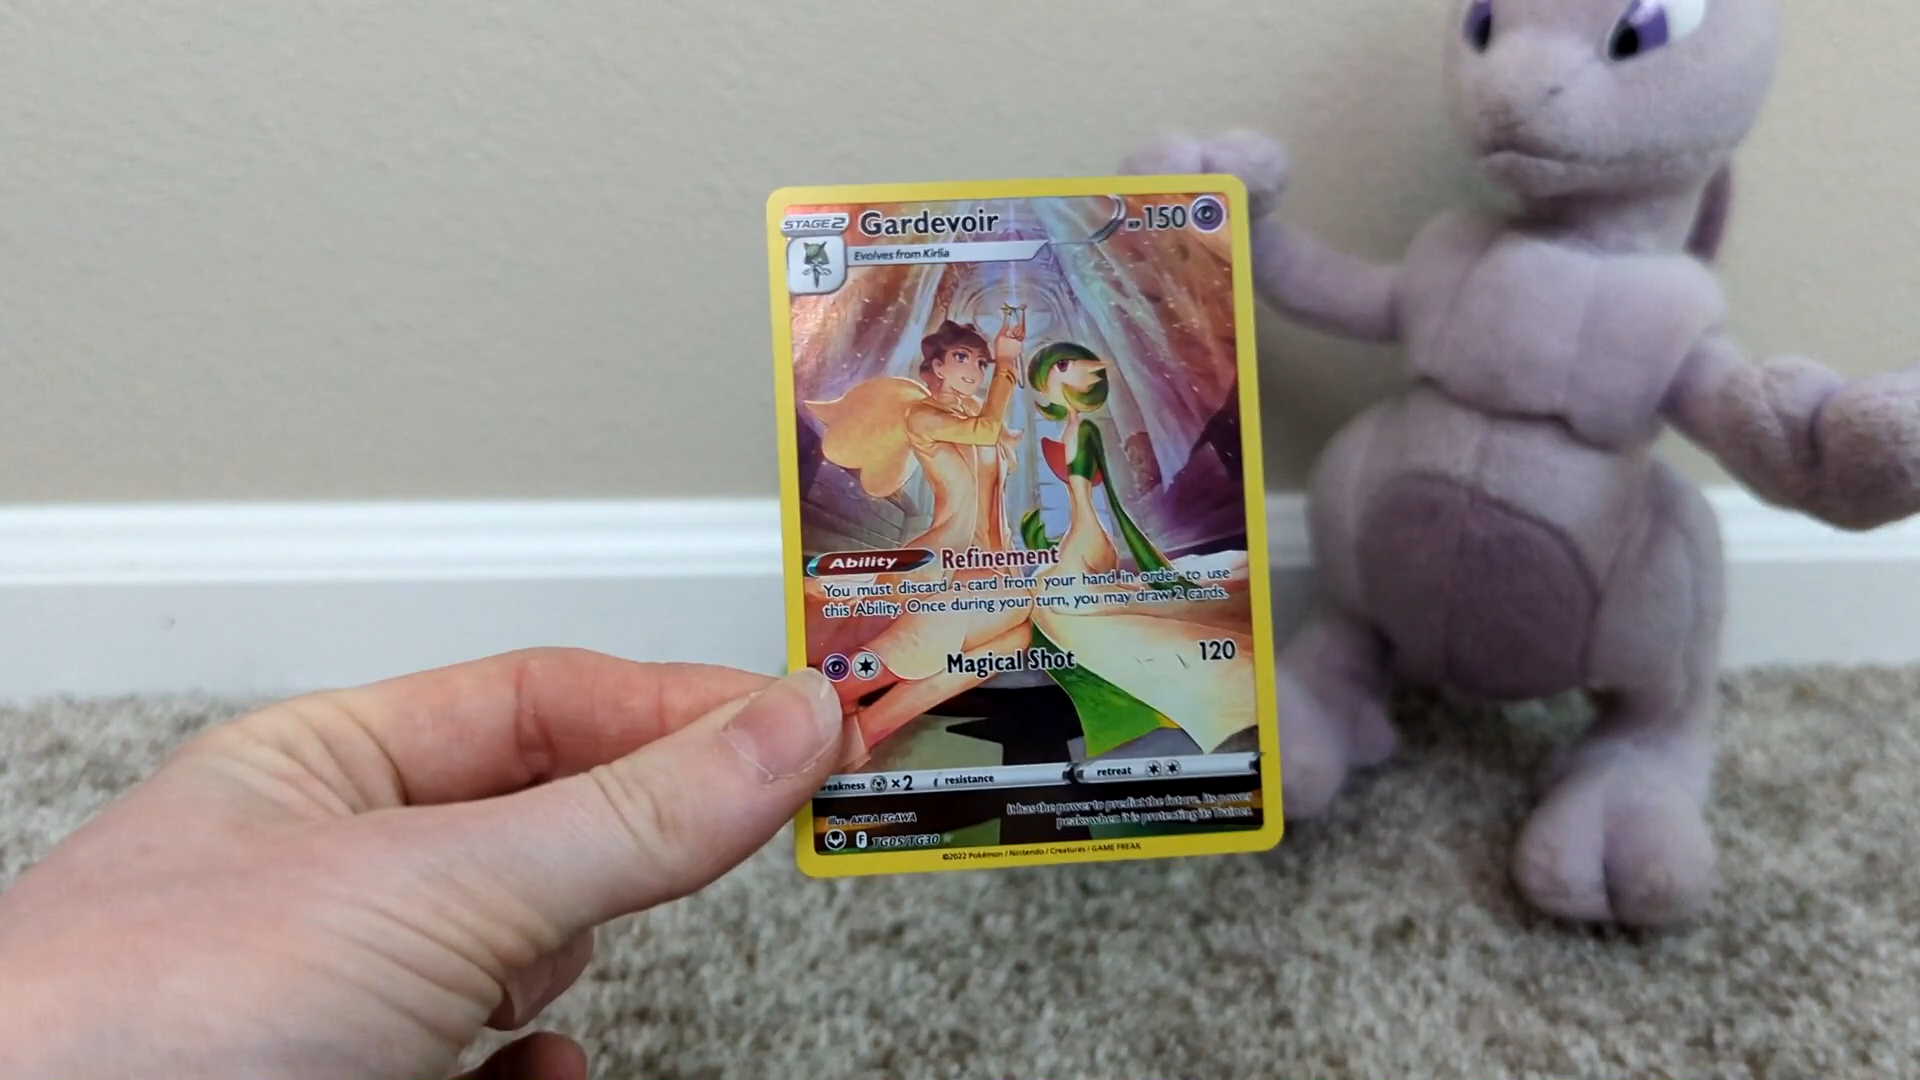 STAGE 2 Gardevoir HP 150
Evolves from Kirlia
Ability Refinement
You must discard a card from your hand in order to use
this Ability. Once during your turn, you may draw 2 cards.
Magical Shot 120
weakness ×2 resistance retreat
It has the power to predict the future. Its power
peaks when it is protecting its Trainer.
Illus. AKIRA EGAWA
F TG05/TG30
©2022 Pokémon / Nintendo / Creatures / GAME FREAK